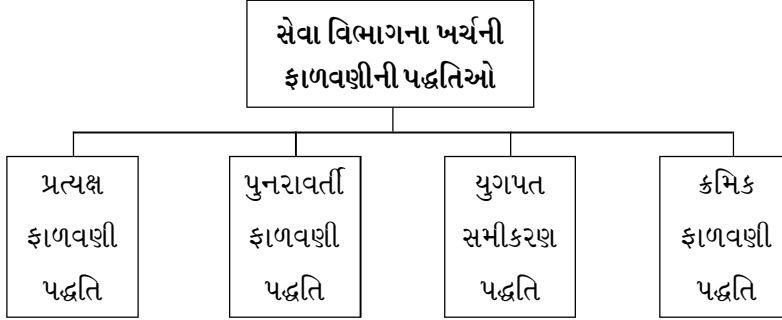 સેવા વિભાગના ખર્ચની
ફાળવણીની પદ્ધતિઓ
પ્રત્યક્ષ
ફાળવણી
પદ્ધતિ
પુનરાવર્તી
ફાળવણી
પદ્ધતિ
યુગપત
સમીકરણ
પદ્ધતિ
ક્રમિક
ફાળવણી
પદ્ધતિ